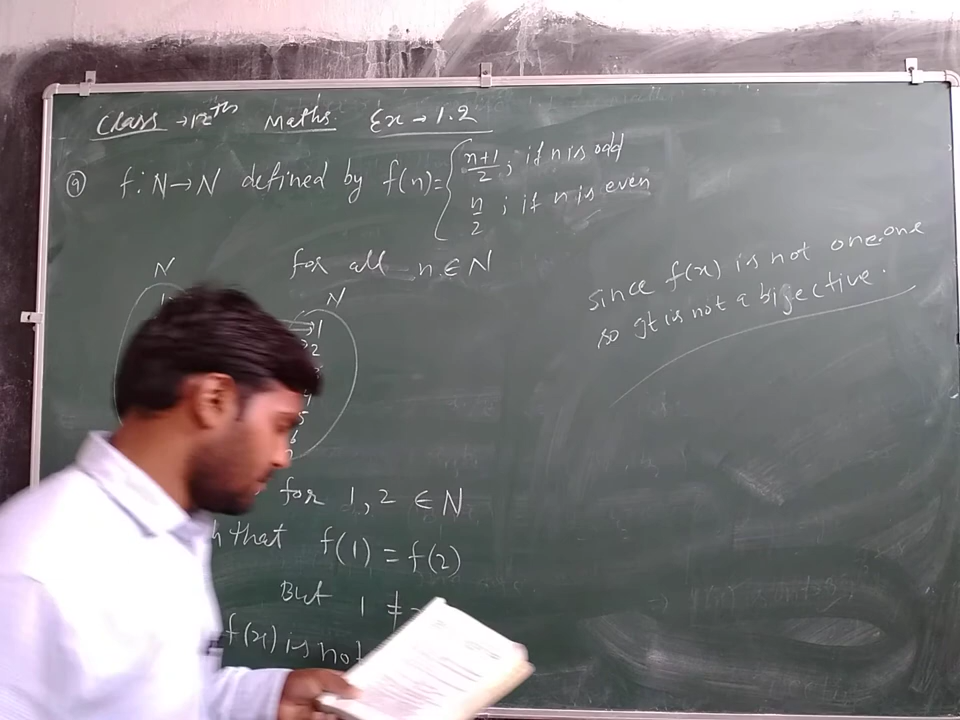 Class → 12th Maths Ex → 1.2
9 f: N → N defined by f(n) = { n+1/2 ; if n is odd
n/2 ; if n is even
for all n ∈ N
N
N
1
2
5
6
for 1, 2 ∈ N
that f(1) = f(2)
But 1 ≠
f(x) is not
since f(x) is not one-one
so It is not a bijective.